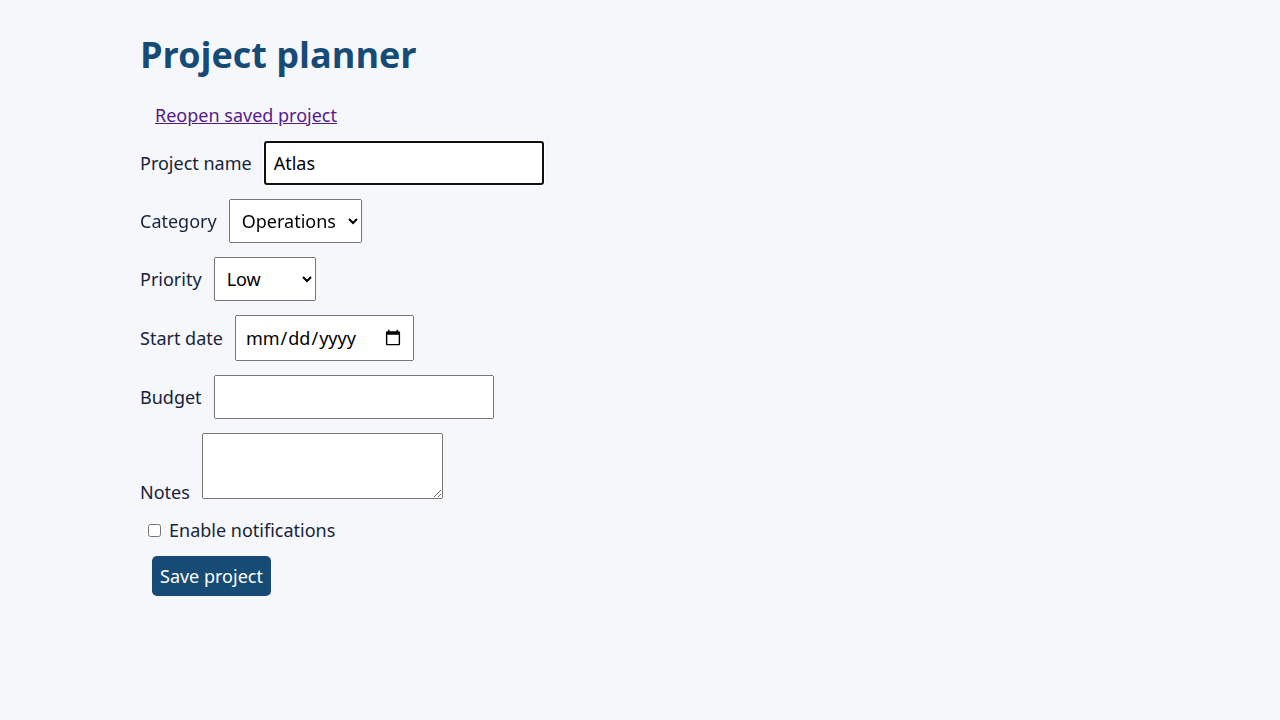 Project planner
Reopen saved project
Project name Atlas
Category Operations
Priority Low
Start date mm/dd/yyyy
Budget
Notes
Enable notifications
Save project